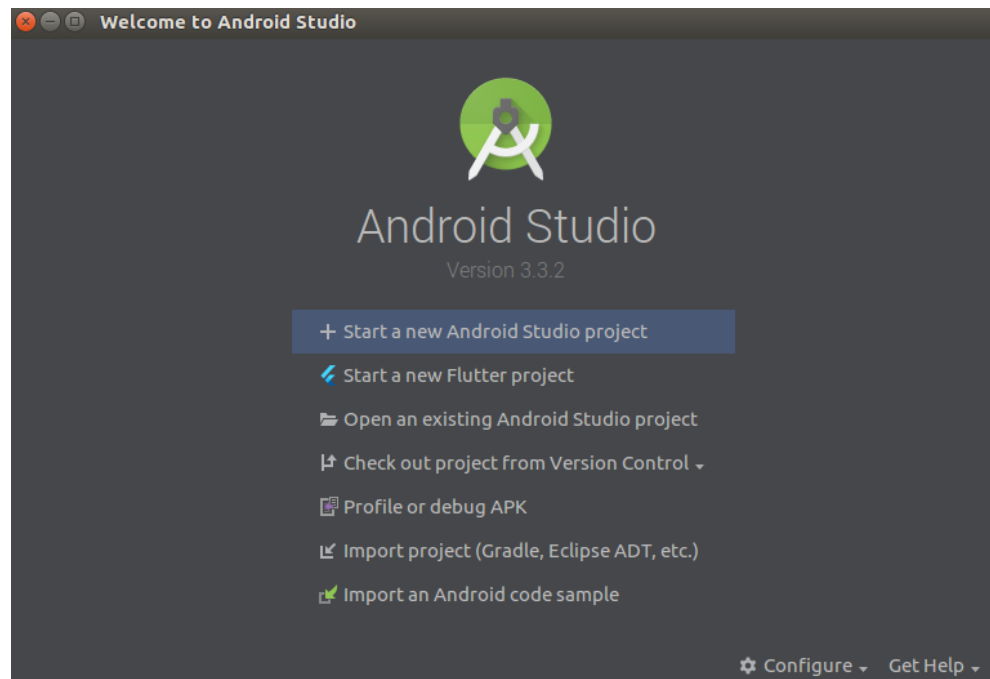 Welcome to Android Studio
Android Studio
Version 3.3.2
Start a new Android Studio project
Start a new Flutter project
Open an existing Android Studio project
Check out project from Version Control
Profile or debug APK
Import project (Gradle, Eclipse ADT, etc.)
Import an Android code sample
Configure Get Help